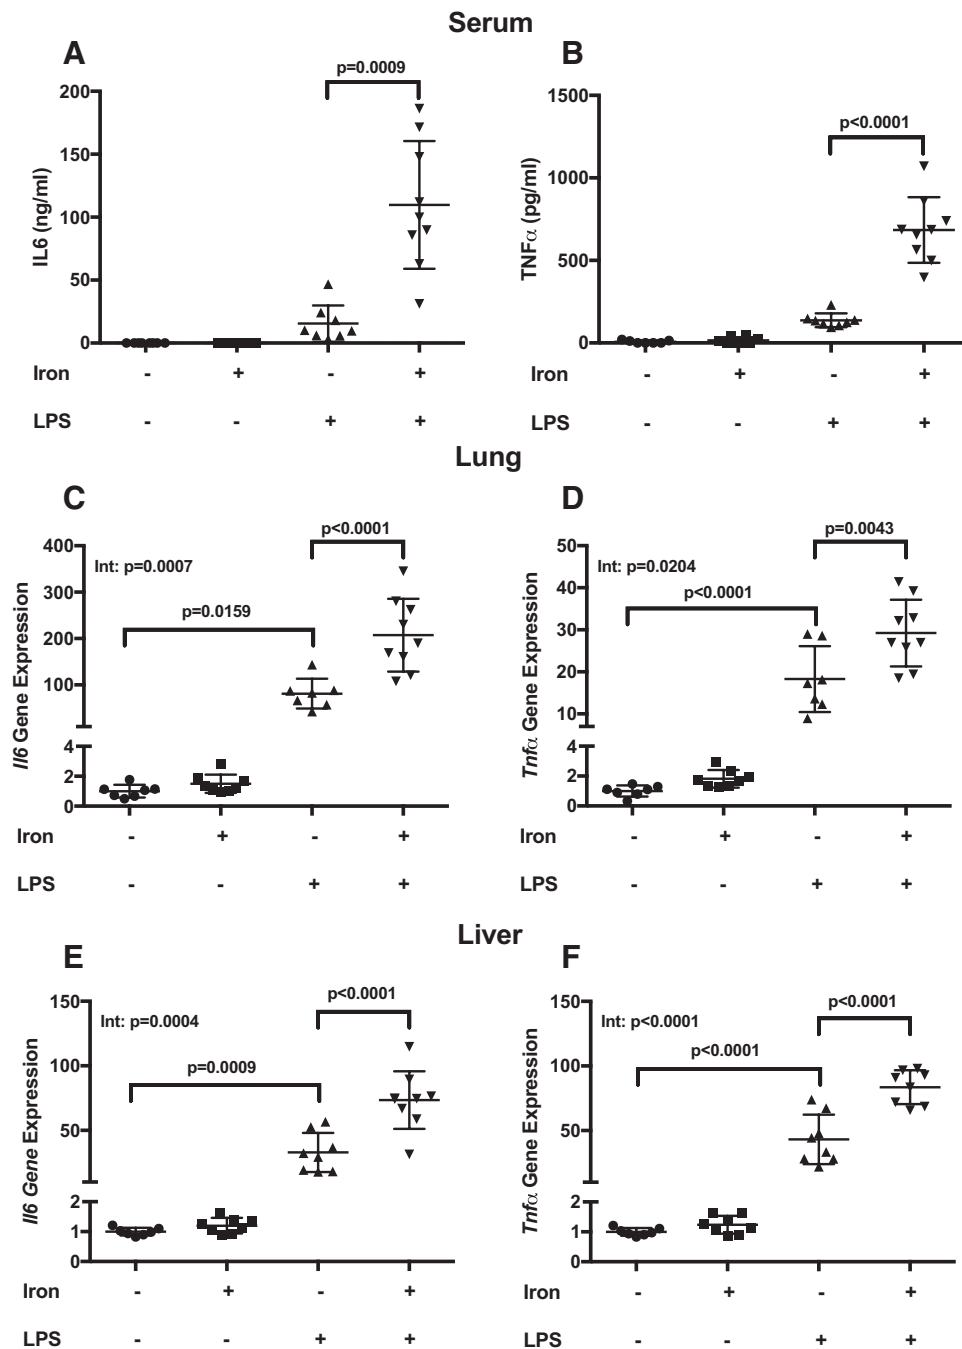 Serum
A
B
p=0.0009
p<0.0001
IL6 (ng/ml)
200
150
100
50
0
TNFα (pg/ml)
1500
1000
500
0
Iron - + - +
Iron - + - +
LPS - - + +
LPS - - + +
Lung
C
D
p<0.0001
p=0.0043
Int: p=0.0007
Int: p=0.0204
p=0.0159
p<0.0001
Il6 Gene Expression
400
300
200
100
4
2
0
Tnfα Gene Expression
50
40
30
20
10
4
2
0
Iron - + - +
Iron - + - +
LPS - - + +
LPS - - + +
Liver
E
F
p<0.0001
p<0.0001
Int: p=0.0004
Int: p<0.0001
p=0.0009
p<0.0001
Il6 Gene Expression
150
100
50
2
1
0
Tnfα Gene Expression
150
100
50
2
1
0
Iron - + - +
Iron - + - +
LPS - - + +
LPS - - + +